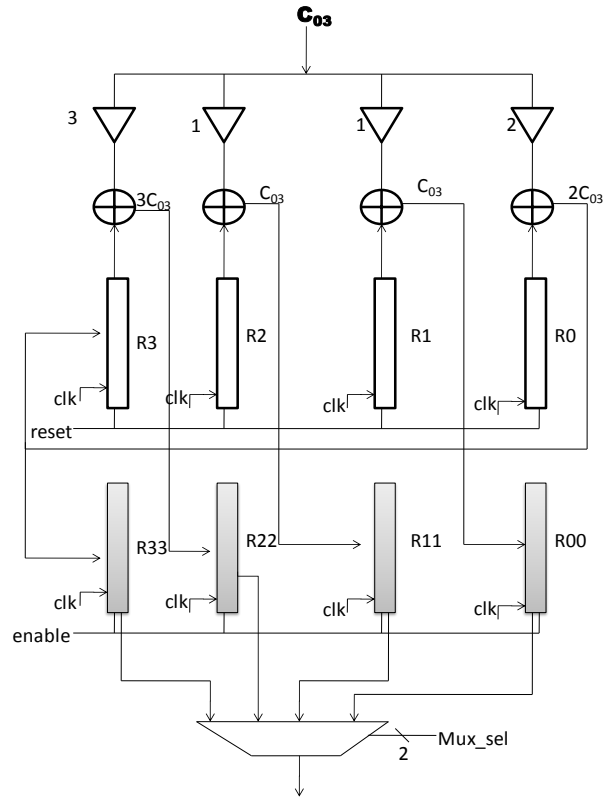 C03
3
1
1
2
3C03
C03
C03
2C03
R3
R2
R1
R0
clk
clk
clk
clk
reset
R33
R22
R11
R00
clk
clk
clk
clk
enable
2
Mux_sel